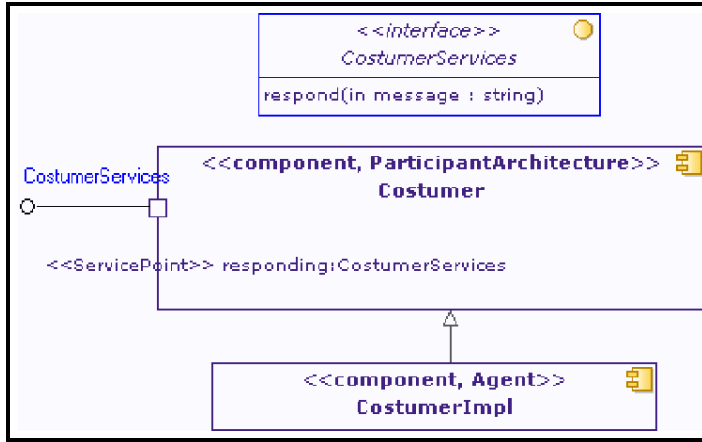 <<interface>>
CostumerServices
respond(in message : string)
<<component, ParticipantArchitecture>>
Costumer
CostumerServices
<<ServicePoint>> responding:CostumerServices
<<component, Agent>>
CostumerImpl